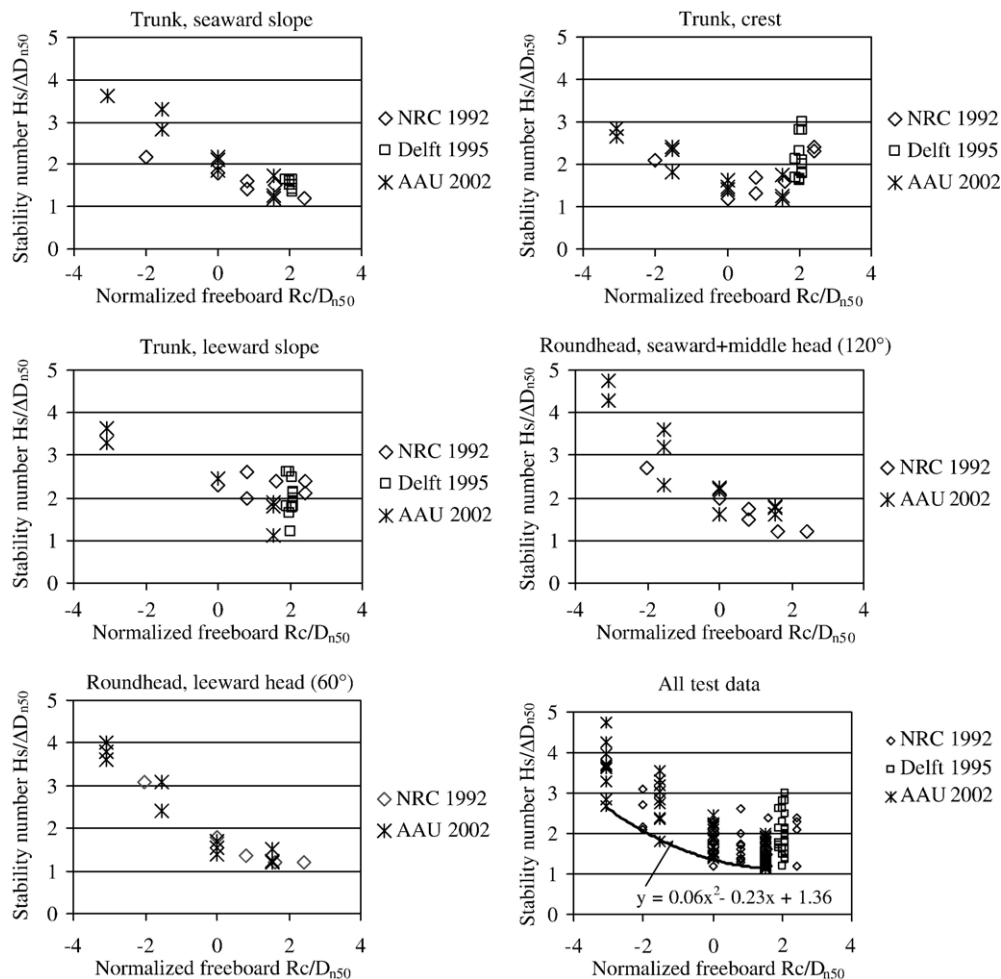 Trunk, seaward slope
Stability number Hs/ΔDn50
5
4
3
2
1
0
-4 -2 0 2 4
Normalized freeboard Rc/Dn50
NRC 1992
Delft 1995
AAU 2002
Trunk, crest
Stability number Hs/ΔDn50
5
4
3
2
1
0
-4 -2 0 2 4
Normalized freeboard Rc/Dn50
NRC 1992
Delft 1995
AAU 2002
Trunk, leeward slope
Stability number Hs/ΔDn50
5
4
3
2
1
0
-4 -2 0 2 4
Normalized freeboard Rc/Dn50
NRC 1992
Delft 1995
AAU 2002
Roundhead, seaward+middle head (120°)
Stability number Hs/ΔDn50
5
4
3
2
1
0
-4 -2 0 2 4
Normalized freeboard Rc/Dn50
NRC 1992
AAU 2002
Roundhead, leeward head (60°)
Stability number Hs/ΔDn50
5
4
3
2
1
0
-4 -2 0 2 4
Normalized freeboard Rc/Dn50
NRC 1992
AAU 2002
All test data
Stability number Hs/ΔDn50
5
4
3
2
1
0
-4 -2 0 2 4
Normalized freeboard Rc/Dn50
NRC 1992
Delft 1995
AAU 2002
y = 0.06x²- 0.23x + 1.36